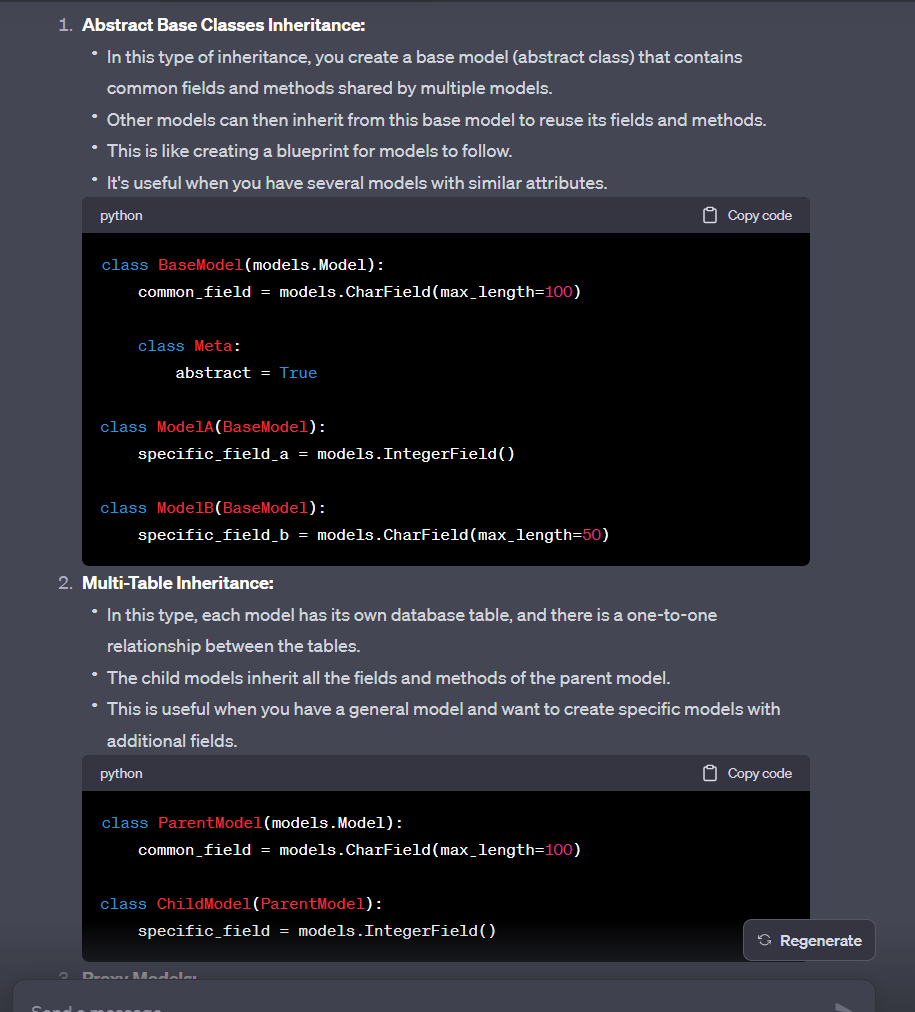 1. Abstract Base Classes Inheritance:
• In this type of inheritance, you create a base model (abstract class) that contains
common fields and methods shared by multiple models.
• Other models can then inherit from this base model to reuse its fields and methods.
• This is like creating a blueprint for models to follow.
• It's useful when you have several models with similar attributes.
python Copy code
class BaseModel(models.Model):
    common_field = models.CharField(max_length=100)
    class Meta:
        abstract = True
class ModelA(BaseModel):
    specific_field_a = models.IntegerField()
class ModelB(BaseModel):
    specific_field_b = models.CharField(max_length=50)
2. Multi-Table Inheritance:
• In this type, each model has its own database table, and there is a one-to-one
relationship between the tables.
• The child models inherit all the fields and methods of the parent model.
• This is useful when you have a general model and want to create specific models with
additional fields.
python Copy code
class ParentModel(models.Model):
    common_field = models.CharField(max_length=100)
class ChildModel(ParentModel):
    specific_field = models.IntegerField()
Regenerate
3. Proxy Models:
Send a message